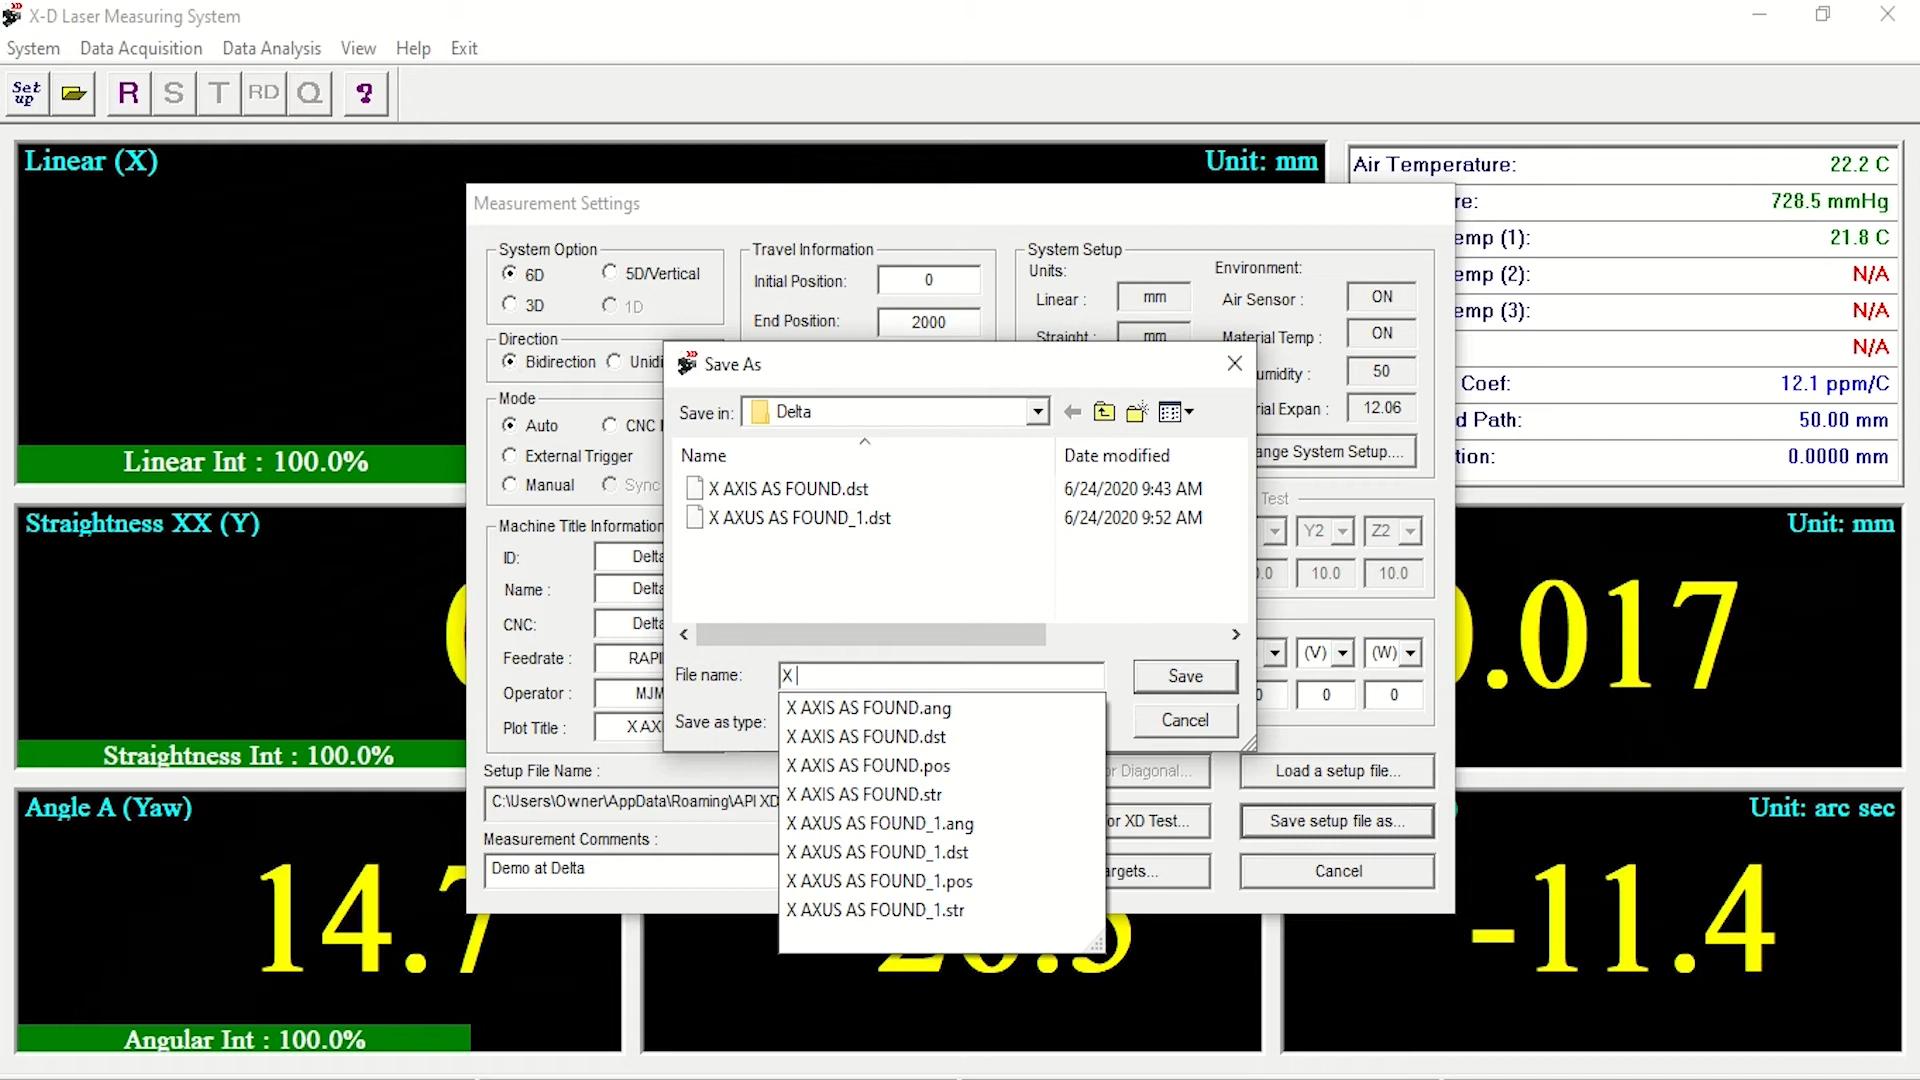 X-D Laser Measuring System
System Data Acquisition Data Analysis View Help Exit
Set up R S T RD Q ?
Linear (X) Unit: mm
Linear Int : 100.0%
Air Temperature: 22.2 C
re: 728.5 mmHg
emp (1): 21.8 C
emp (2): N/A
emp (3): N/A
N/A
Coef: 12.1 ppm/C
d Path: 50.00 mm
tion: 0.0000 mm
Straightness XX (Y)
Straightness Int : 100.0%
Unit: mm
0.017
Angle A (Yaw)
14.7
Angular Int : 100.0%
Unit: arc sec
-11.4
Measurement Settings
System Option
6D 5D/Vertical
3D 1D
Direction
Bidirection Unidi
Mode
Auto CNC
External Trigger
Manual Sync
Machine Title Information
ID: Delta
Name : Delta
CNC: Delta
Feedrate : RAPI
Operator : MJM
Plot Title : X AXI
Setup File Name :
C:\Users\Owner\AppData\Roaming\API XD
Measurement Comments :
Demo at Delta
Travel Information
Initial Position: 0
End Position: 2000
System Setup
Units:
Linear : mm
Straight : mm
Environment:
Air Sensor : ON
Material Temp : ON
umidity : 50
rial Expan : 12.06
ange System Setup....
Test
Y2 Z2
0.0 10.0 10.0
(V) (W)
0 0 0
or Diagonal... Load a setup file...
or XD Test... Save setup file as...
argets... Cancel
Save As
Save in: Delta
Name Date modified
X AXIS AS FOUND.dst 6/24/2020 9:43 AM
X AXUS AS FOUND_1.dst 6/24/2020 9:52 AM
File name: X
Save
Save as type:
Cancel
X AXIS AS FOUND.ang
X AXIS AS FOUND.dst
X AXIS AS FOUND.pos
X AXIS AS FOUND.str
X AXUS AS FOUND_1.ang
X AXUS AS FOUND_1.dst
X AXUS AS FOUND_1.pos
X AXUS AS FOUND_1.str